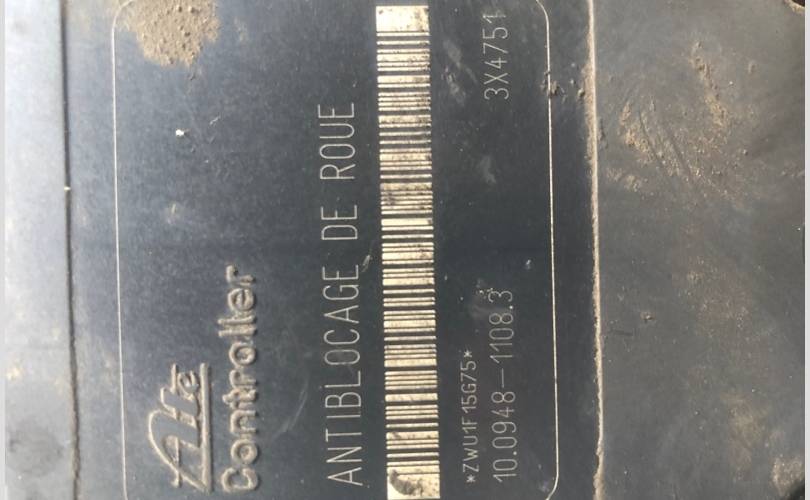 Ate
Controller
ANTIBLOCAGE DE ROUE
*ZWU1F15G75*
10.0948-1108.3 3X4751